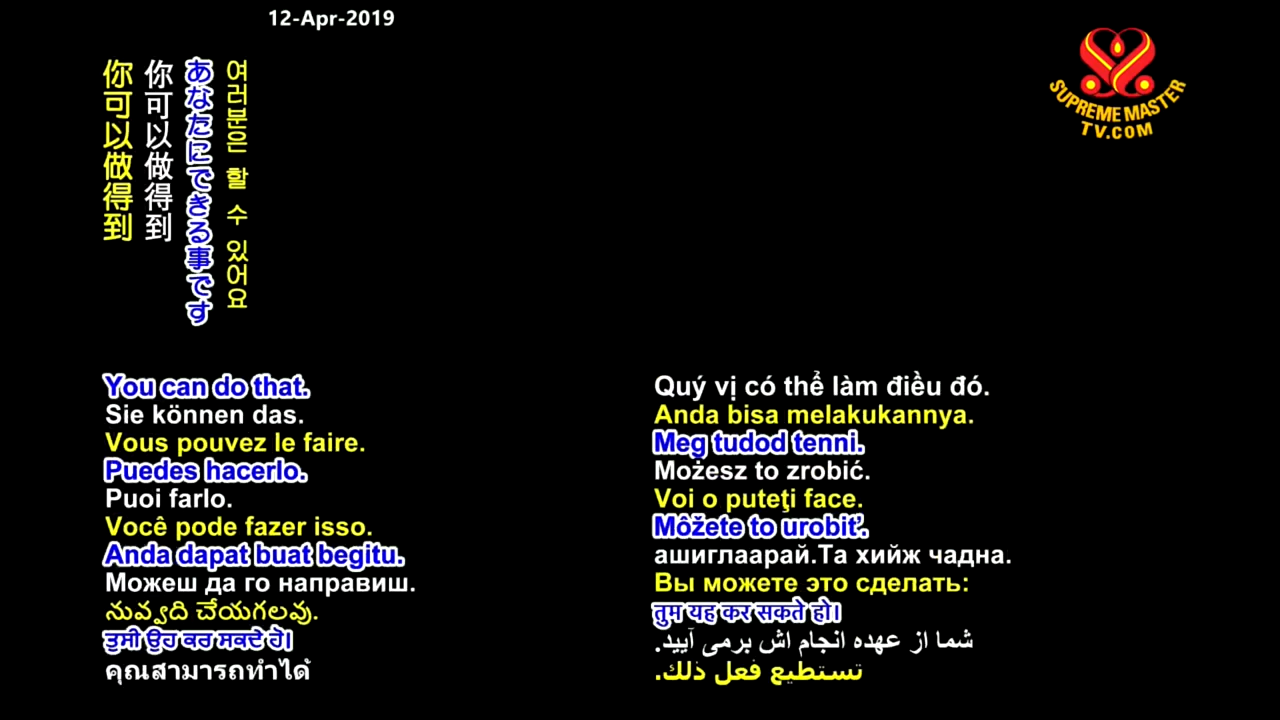 12-Apr-2019
SUPREME MASTER
TV.COM
你可以做得到
你可以做得到
あなたにできる事です
여러분은 할 수 있어요
You can do that.
Sie können das.
Vous pouvez le faire.
Puedes hacerlo.
Puoi farlo.
Você pode fazer isso.
Anda dapat buat begitu.
Можеш да го направиш.
నువ్వది చేయగలవు.
ਤੁਸੀ ਉਹ ਕਰ ਸਕਦੇ ਹੋ।
คุณสามารถทำได้
Quý vị có thể làm điều đó.
Anda bisa melakukannya.
Meg tudod tenni.
Możesz to zrobić.
Voi o puteţi face.
Môžete to urobiť.
ашиглаарай.Та хийж чадна.
Вы можете это сделать:
तुम यह कर सकते हो।
شما از عهده انجام اش برمی آیید.
تستطيع فعل ذلك.